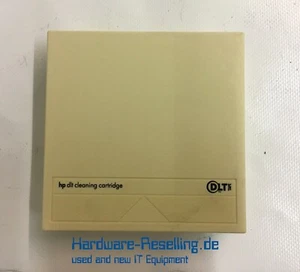 hp dlt cleaning cartridge
DLT
Hardware-Reselling.de
used and new IT Equipment